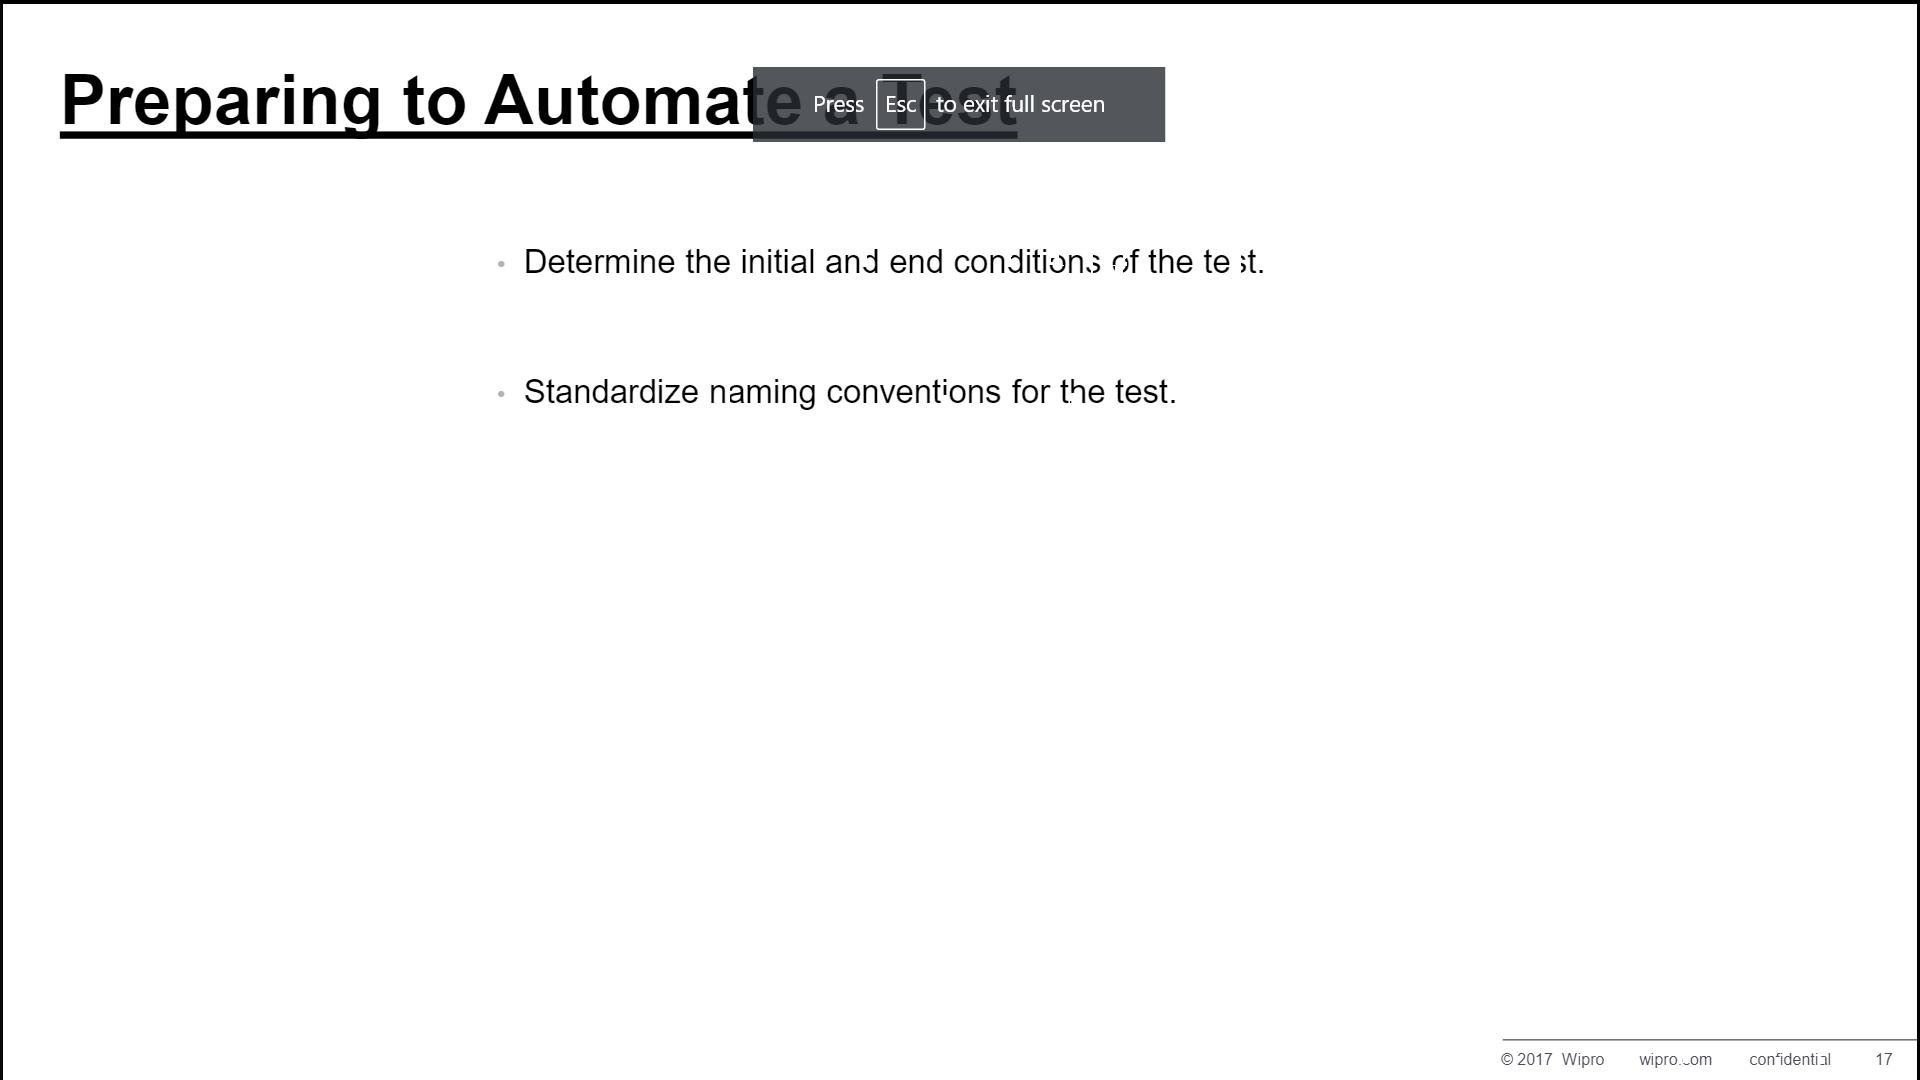 Preparing to Automate a Test
Press Esc to exit full screen
Determine the initial and end conditions of the test.
Standardize naming conventions for the test.
© 2017 Wipro wipro.com confidential 17